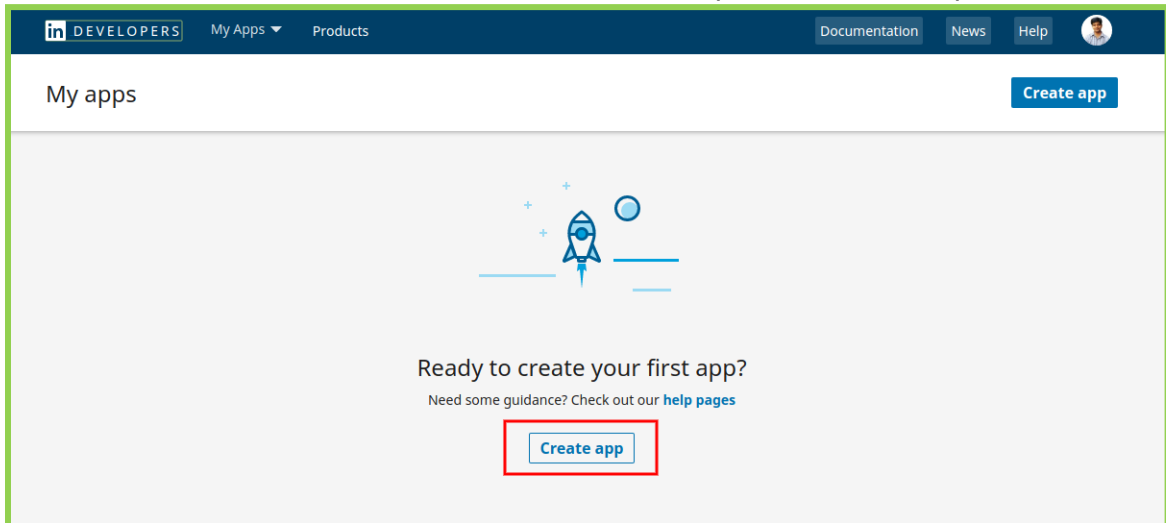 in DEVELOPERS My Apps Products Documentation News Help
My apps Create app
Ready to create your first app?
Need some guidance? Check out our help pages
Create app